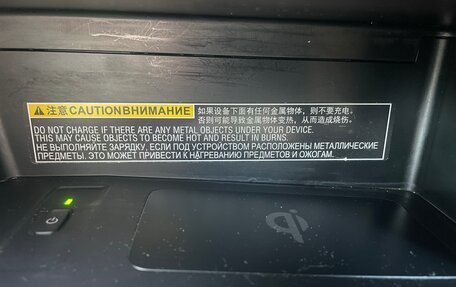 ⚠ 注意 CAUTION ВНИМАНИЕ
如果设备下面有任何金属物体，则不要充电。
否则可能导致金属物体变热，从而造成烧伤。
DO NOT CHARGE IF THERE ARE ANY METAL OBJECTS UNDER YOUR DEVICE.
THIS MAY CAUSE OBJECTS TO BECOME HOT AND RESULT IN BURNS.
НЕ ВЫПОЛНЯЙТЕ ЗАРЯДКУ, ЕСЛИ ПОД УСТРОЙСТВОМ РАСПОЛОЖЕНЫ МЕТАЛЛИЧЕСКИЕ
ПРЕДМЕТЫ. ЭТО МОЖЕТ ПРИВЕСТИ К НАГРЕВАНИЮ ПРЕДМЕТОВ И ОЖОГАМ.